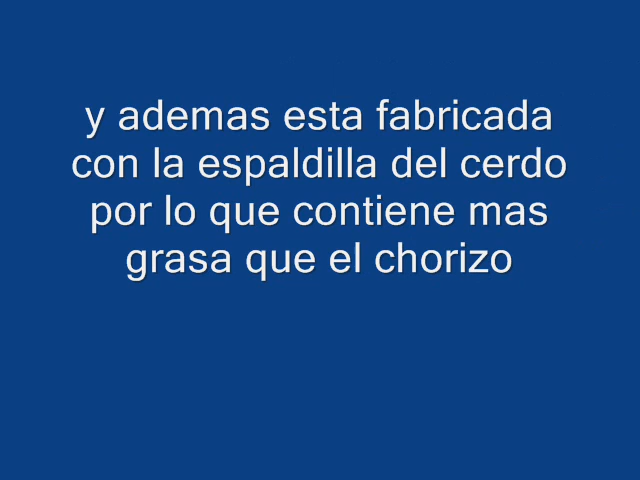 y ademas esta fabricada
con la espaldilla del cerdo
por lo que contiene mas
grasa que el chorizo